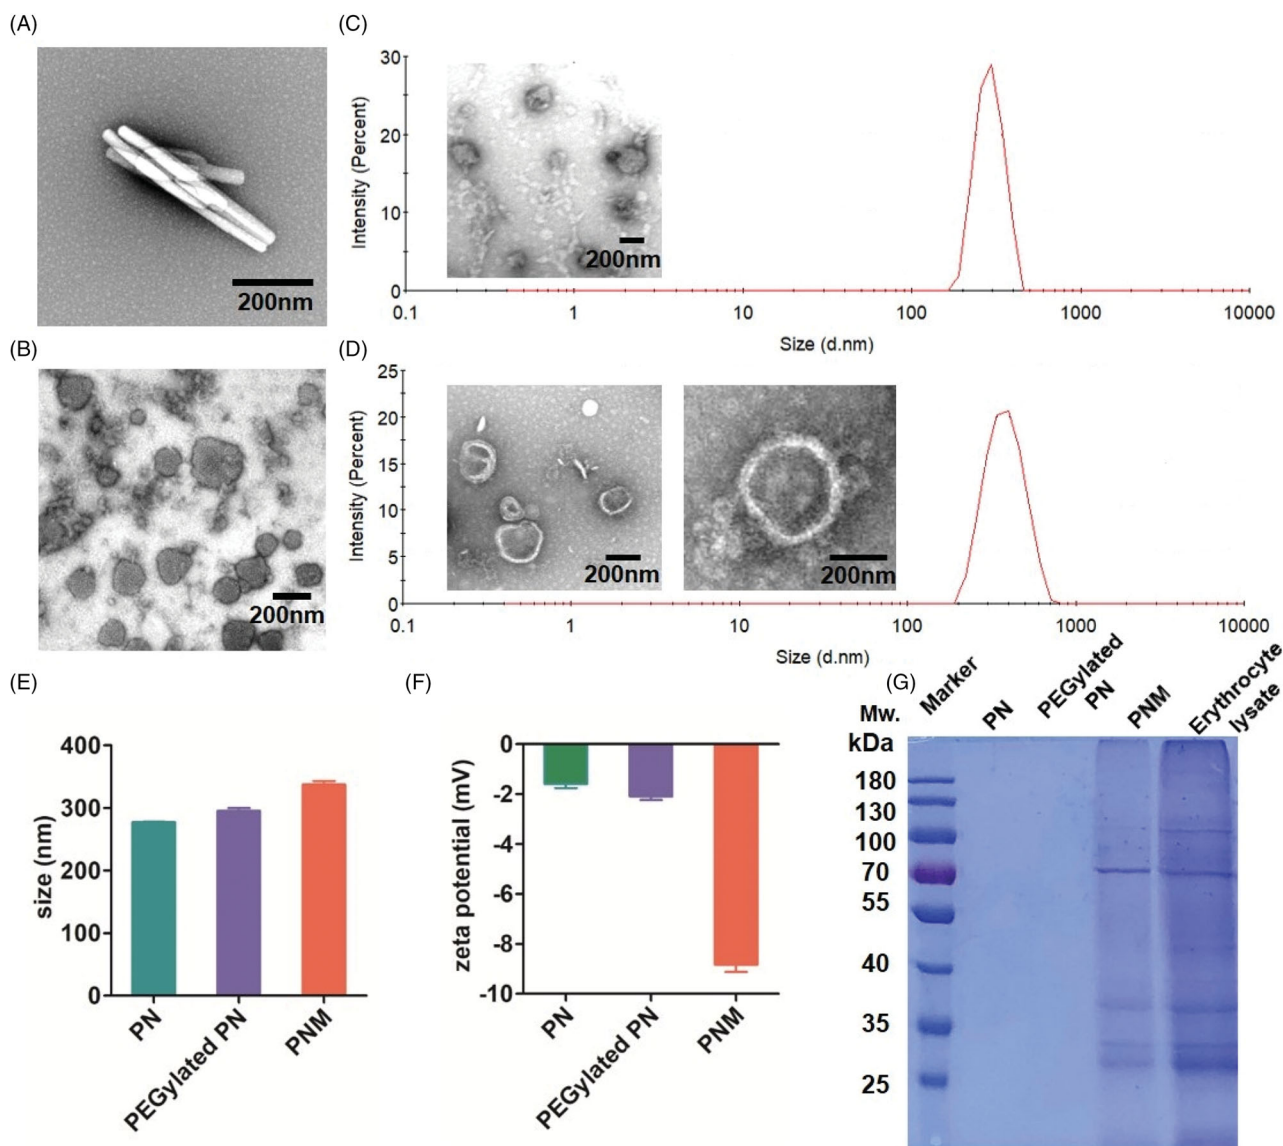 (A)
200nm
(B)
200nm
(C)
Intensity (Percent)
30
20
10
0
200nm
0.1
1
10
100
1000
10000
Size (d.nm)
(D)
Intensity (Percent)
25
20
15
10
5
0
200nm
200nm
0.1
1
10
100
1000
10000
Size (d.nm)
(E)
size (nm)
400
300
200
100
0
PN
PEGylated PN
PNM
(F)
zeta potential (mV)
0
-2
-4
-6
-8
-10
PN
PEGylated PN
PNM
(G)
Mw.
kDa
Marker
PN
PEGylated
PN
PNM
Erythrocyte
lysate
180
130
100
70
55
40
35
25